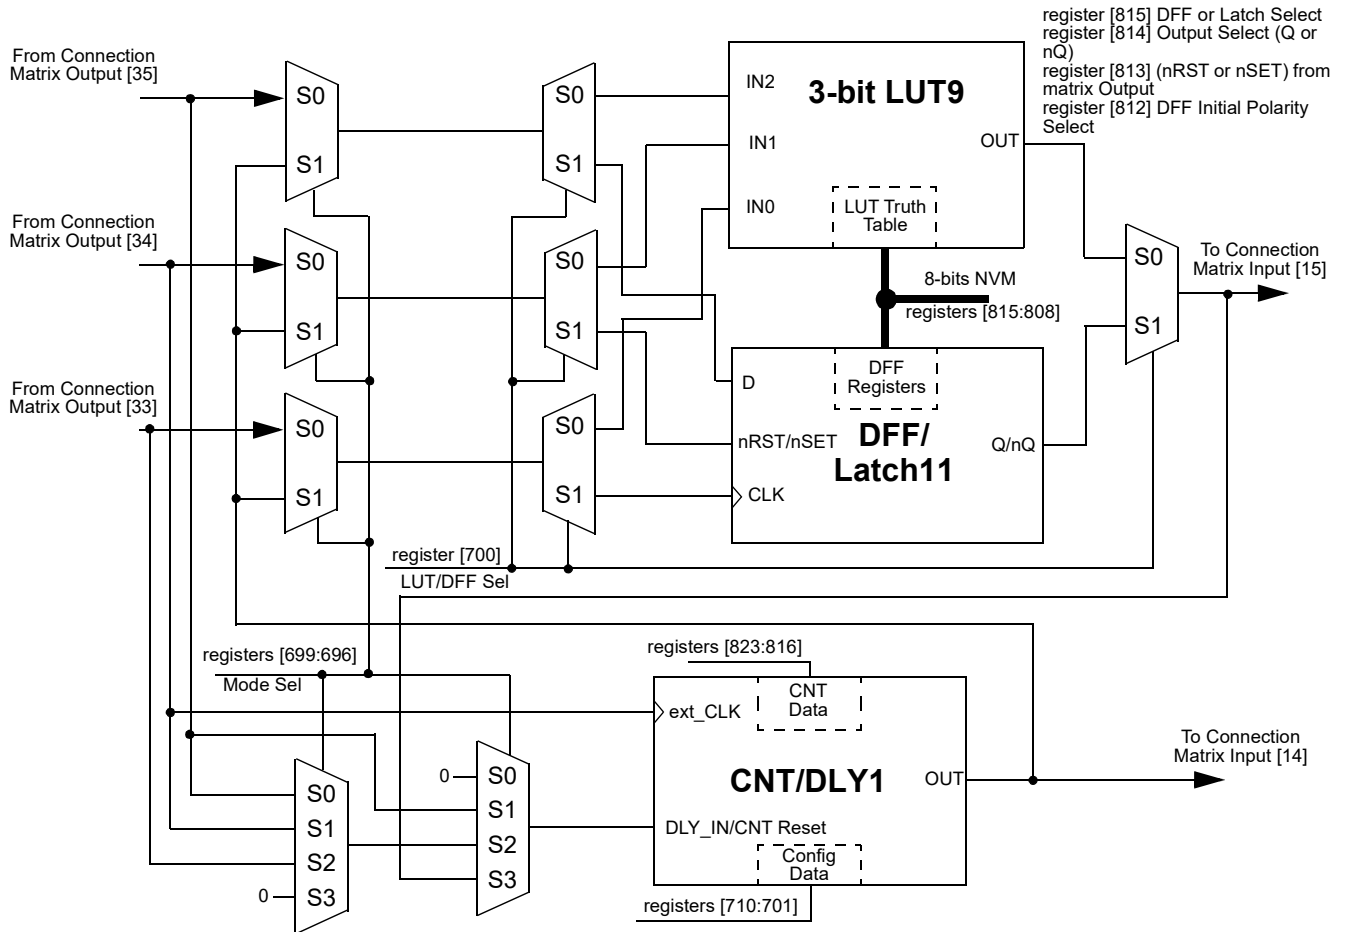 register [815] DFF or Latch Select
register [814] Output Select (Q or
nQ)
register [813] (nRST or nSET) from
matrix Output
register [812] DFF Initial Polarity
Select
From Connection
Matrix Output [35]
S0
S1
S0
S1
IN2
IN1
IN0
3-bit LUT9
OUT
LUT Truth
Table
From Connection
Matrix Output [34]
S0
S1
S0
S1
8-bits NVM
registers [815:808]
S0
S1
To Connection
Matrix Input [15]
From Connection
Matrix Output [33]
S0
S1
S0
S1
D
nRST/nSET
CLK
DFF
Registers
DFF/
Latch11
Q/nQ
register [700]
LUT/DFF Sel
registers [699:696]
Mode Sel
registers [823:816]
CNT
Data
ext_CLK
CNT/DLY1
OUT
To Connection
Matrix Input [14]
DLY_IN/CNT Reset
Config
Data
registers [710:701]
0
S0
S1
S2
S3
S0
S1
S2
0
S3